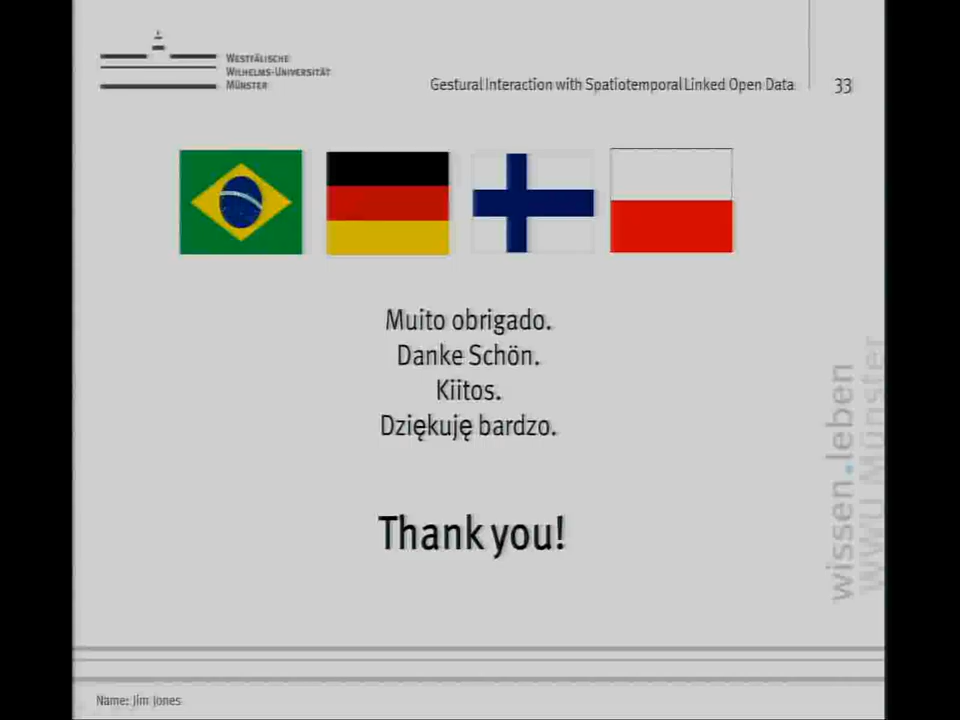 WESTFÄLISCHE
WILHELMS-UNIVERSITÄT
MÜNSTER
Gestural Interaction with Spatiotemporal Linked Open Data
33
Muito obrigado.
Danke Schön.
Kiitos.
Dziękuję bardzo.
Thank you!
wissen.leben
WWU Münster
Name: Jim Jones